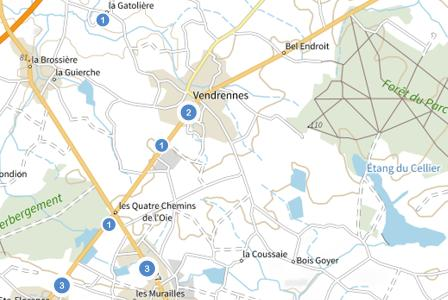 la Gatolière
1
Bel Endroit
81
la Brossière
la Guierche
Vendrennes
Forêt du Parc
2
110
1
Étang du Cellier
les Quatre Chemins
de l'Oie
1
la Coussaie
Bois Goyer
3
3
les Murailles